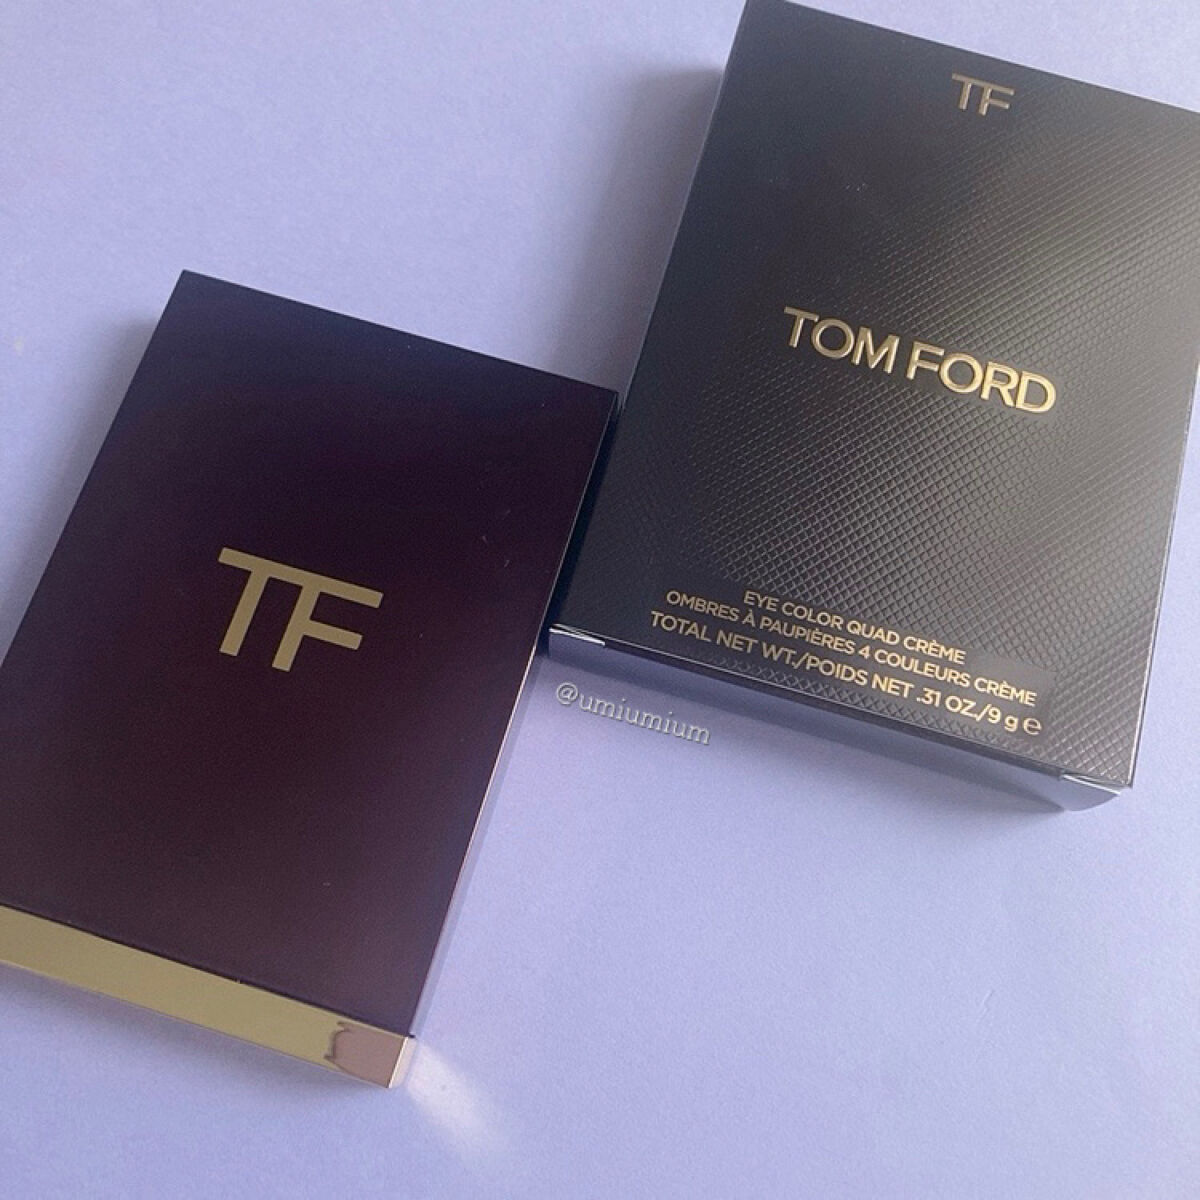 TF
TOM FORD
EYE COLOR QUAD CRÈME
OMBRES À PAUPIÈRES 4 COULEURS CRÈME
TOTAL NET WT./POIDS NET .31 OZ./9 g ℮
TF
@umiumium